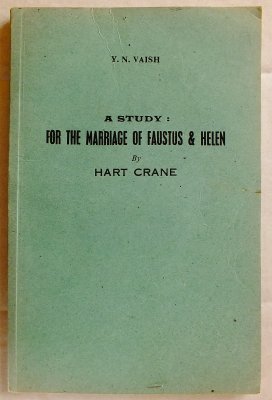 Y. N. VAISH
A STUDY :
FOR THE MARRIAGE OF FAUSTUS & HELEN
By
HART CRANE